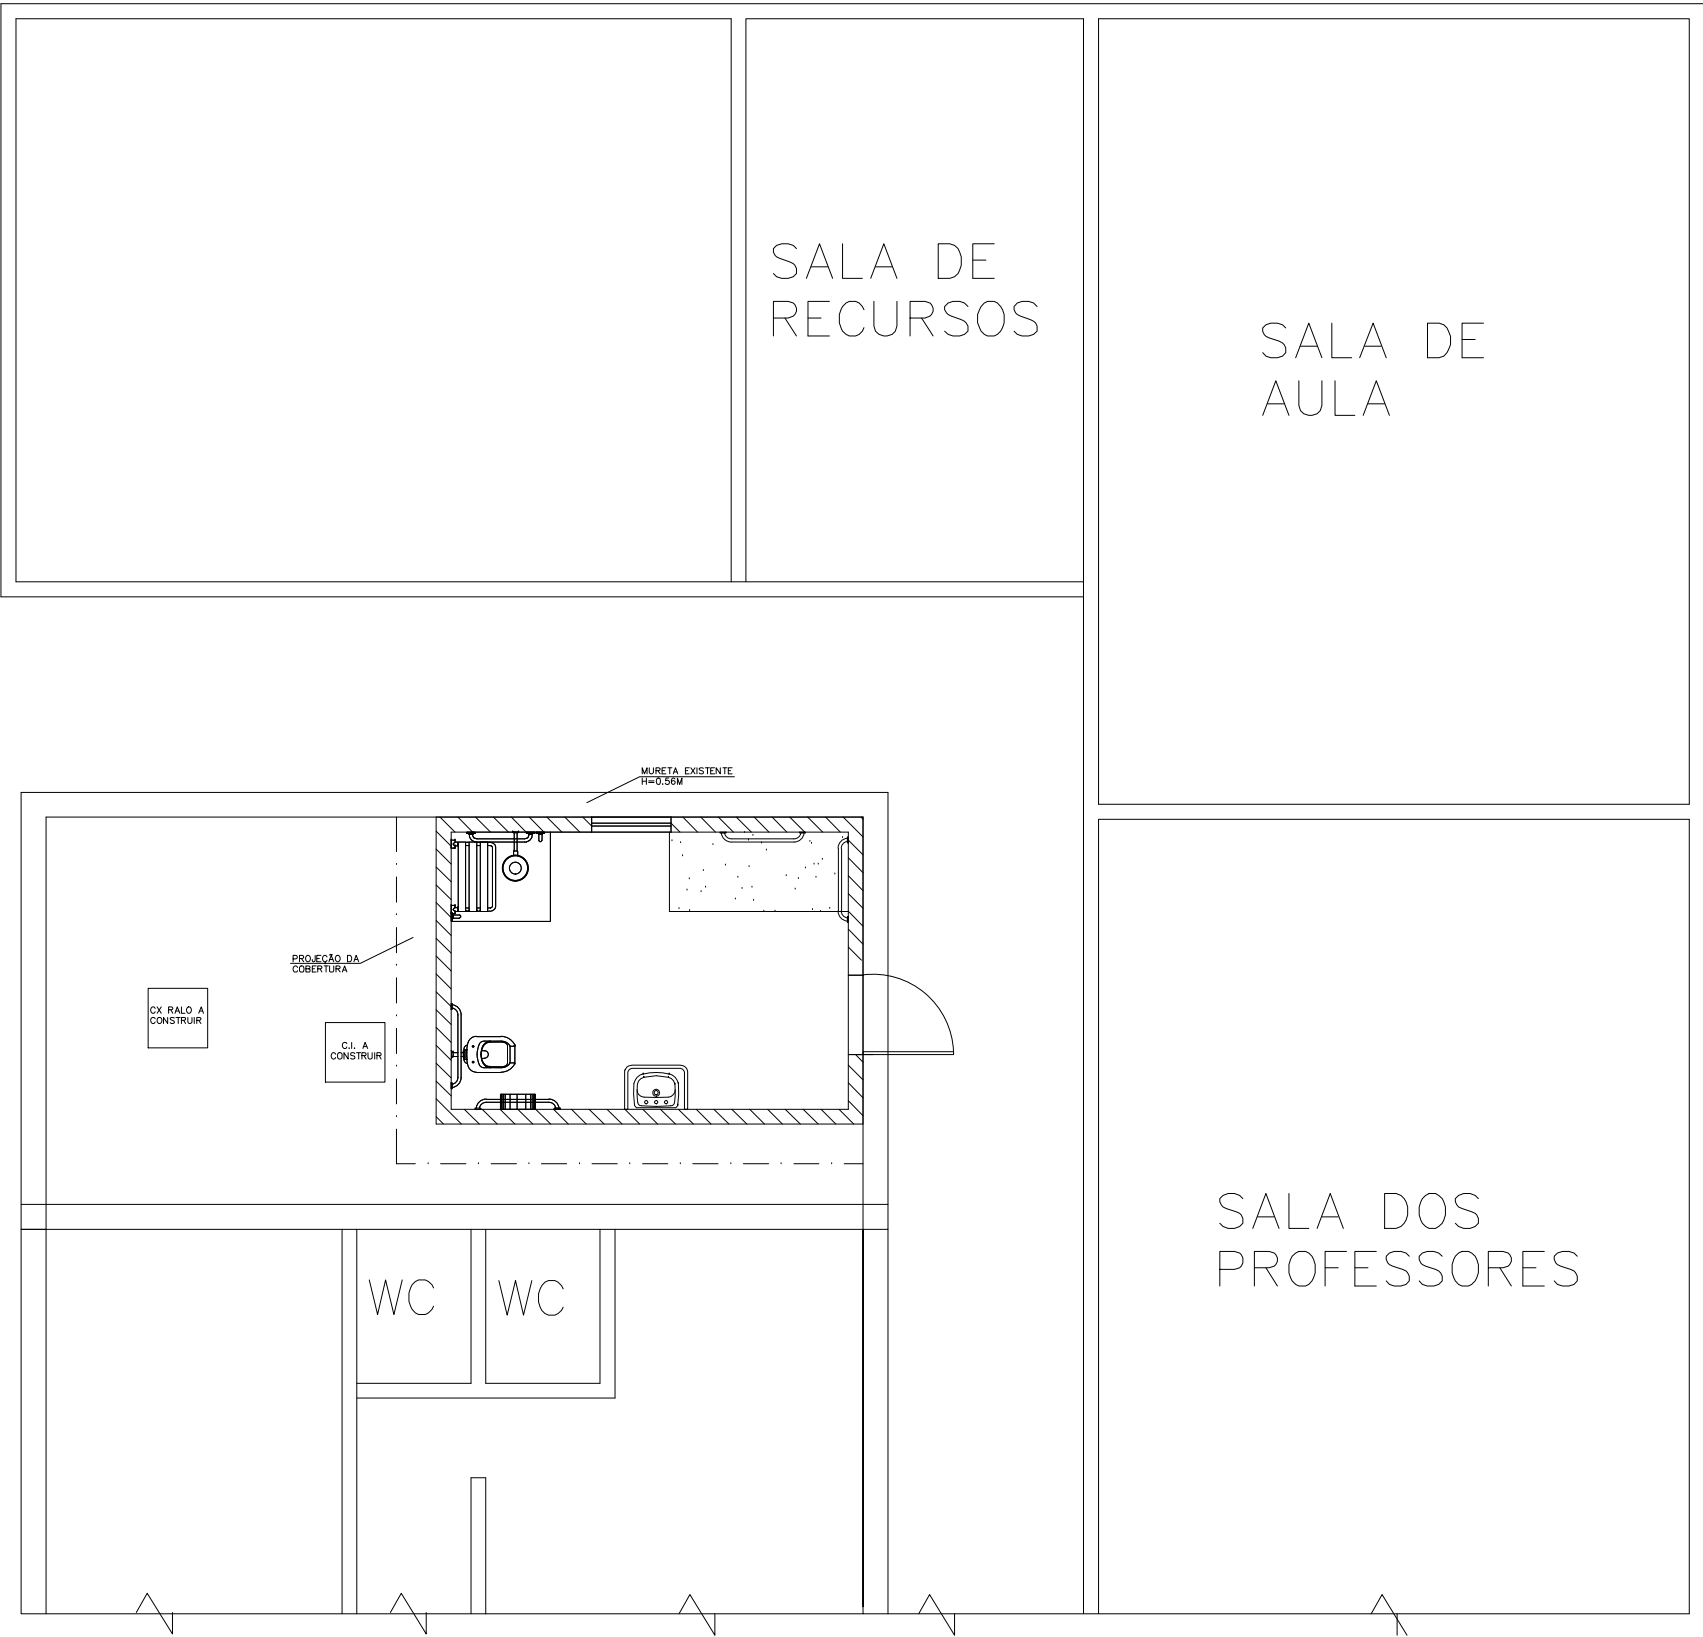 SALA DE
RECURSOS
SALA DE
AULA
MURETA EXISTENTE
H=0.56M
PROJEÇÃO DA
COBERTURA
CX RALO A
CONSTRUIR
C.I. A
CONSTRUIR
SALA DOS
PROFESSORES
WC
WC